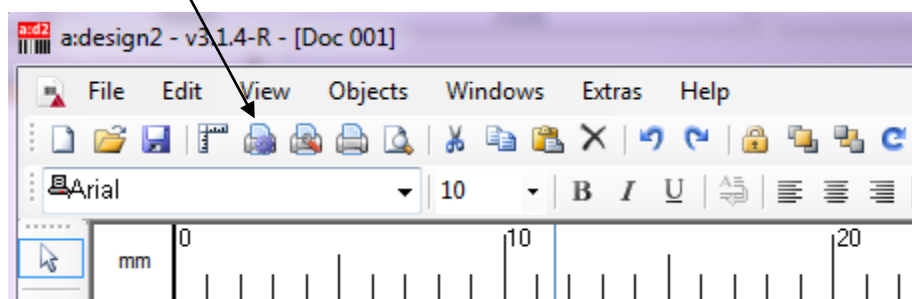 a:d2 a:design2 - v3.1.4-R - [Doc 001]
File Edit View Objects Windows Extras Help
Arial 10 B I U
0 10 20
mm